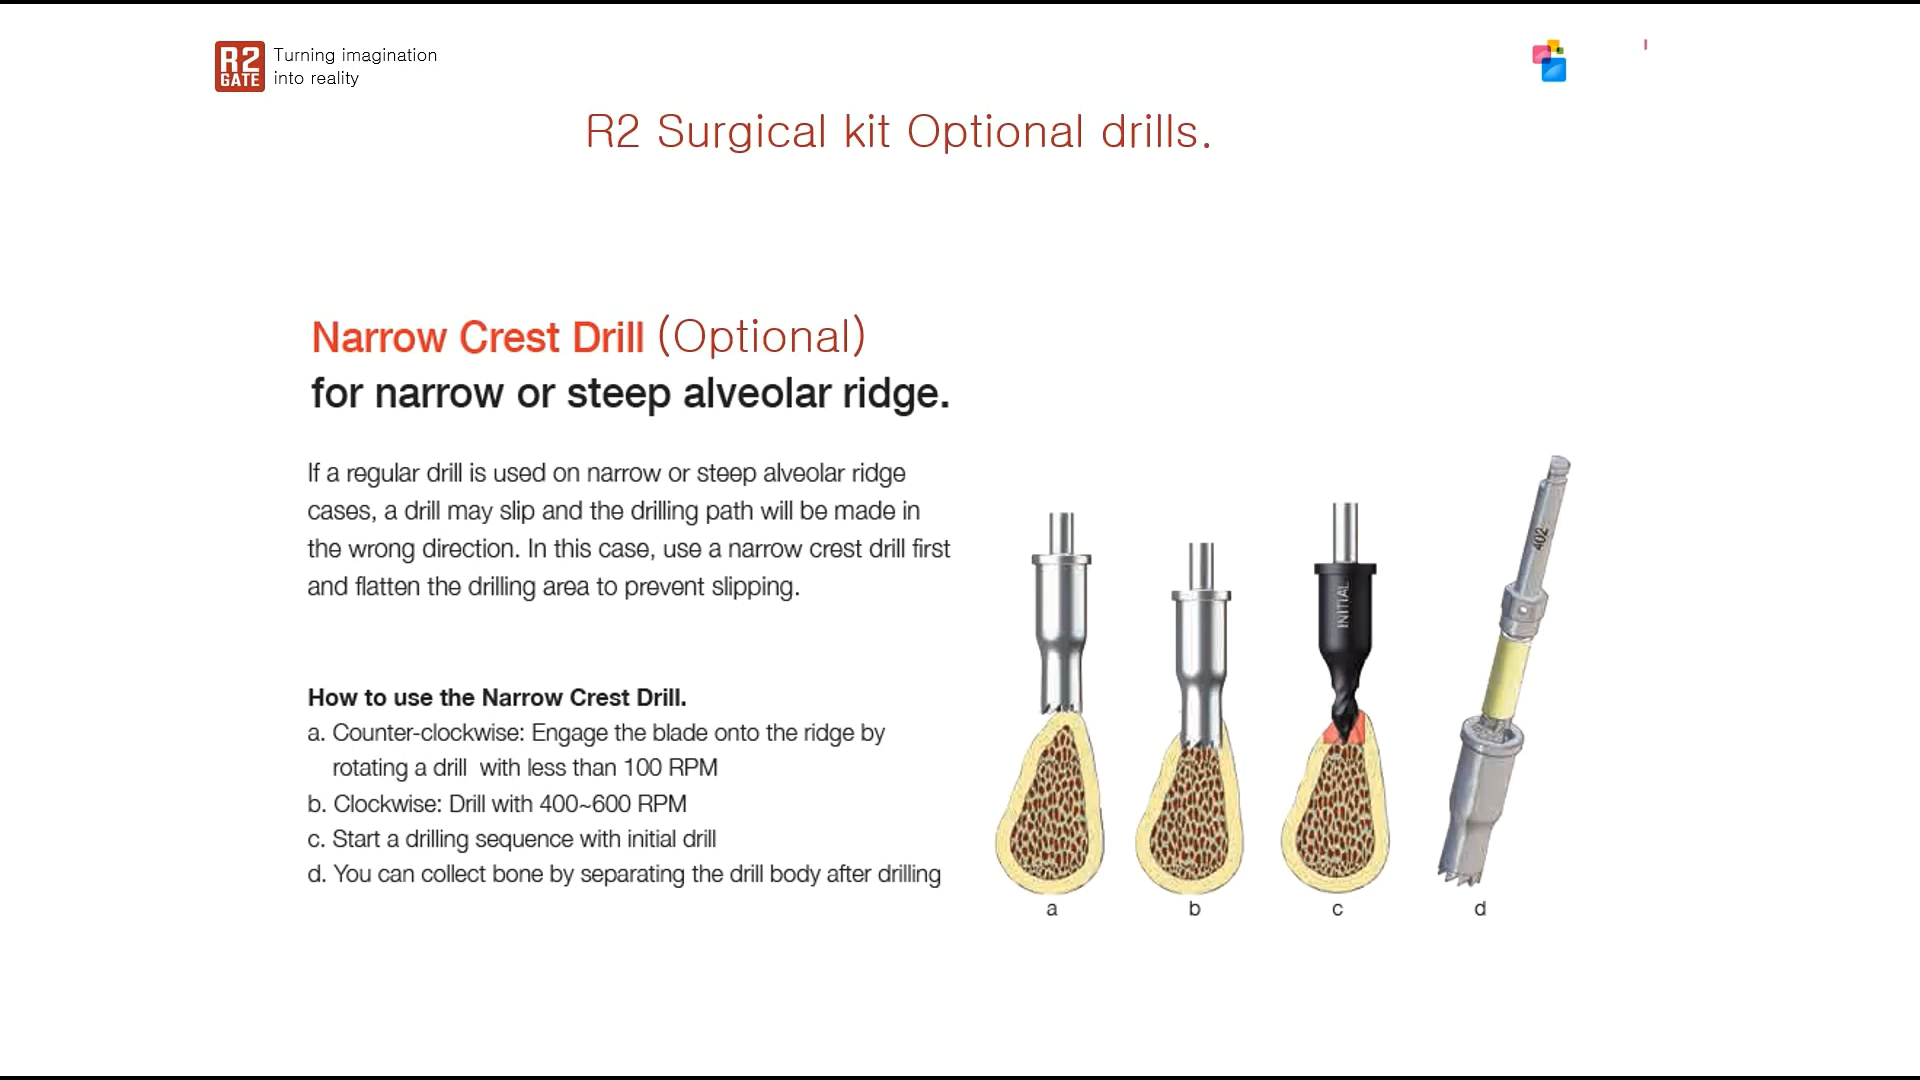 R2
GATE
Turning imagination
into reality
R2 Surgical kit Optional drills.
Narrow Crest Drill (Optional)
for narrow or steep alveolar ridge.
If a regular drill is used on narrow or steep alveolar ridge
cases, a drill may slip and the drilling path will be made in
the wrong direction. In this case, use a narrow crest drill first
and flatten the drilling area to prevent slipping.
How to use the Narrow Crest Drill.
a. Counter-clockwise: Engage the blade onto the ridge by
rotating a drill with less than 100 RPM
b. Clockwise: Drill with 400~600 RPM
c. Start a drilling sequence with initial drill
d. You can collect bone by separating the drill body after drilling
INITIAL
402
a b c d